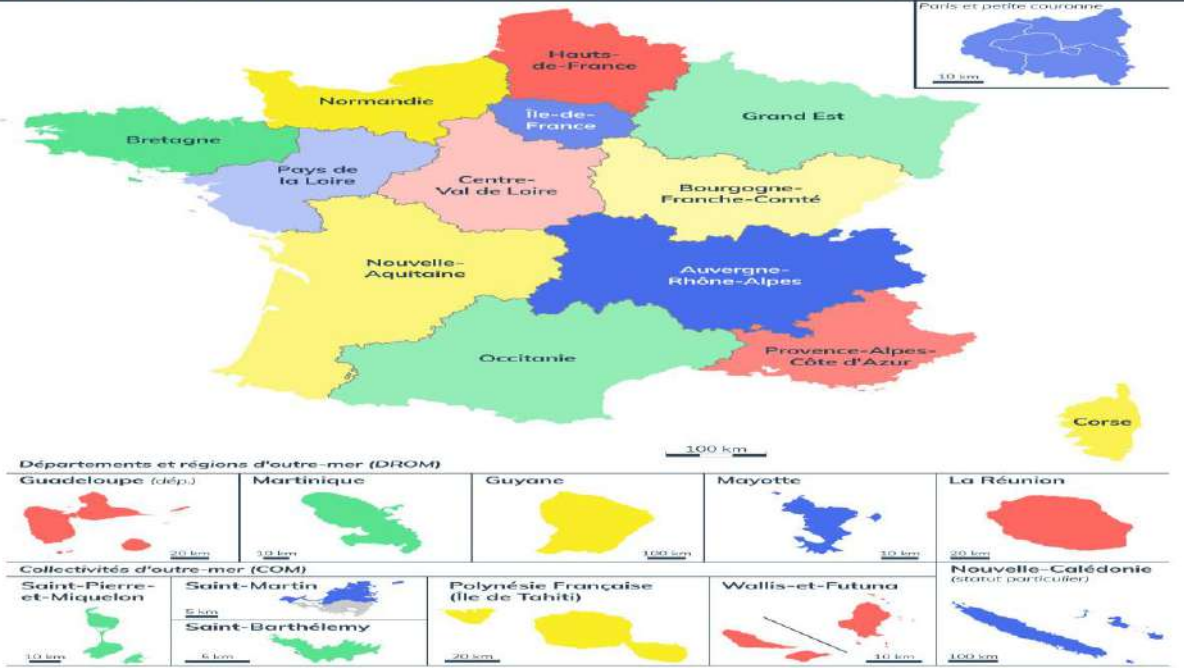 Paris et petite couronne
10 km
Hauts-
de-France
Normandie
Île-de-
France
Grand Est
Bretagne
Pays de
la Loire
Centre-
Val de Loire
Bourgogne-
Franche-Comté
Nouvelle-
Aquitaine
Auvergne-
Rhône-Alpes
Occitanie
Provence-Alpes-
Côte d'Azur
Corse
100 km
Départements et régions d'outre-mer (DROM)
Guadeloupe (dép.)
20 km
Martinique
10 km
Guyane
100 km
Mayotte
10 km
La Réunion
20 km
Collectivités d'outre-mer (COM)
Saint-Pierre-
et-Miquelon
10 km
Saint-Martin
5 km
Saint-Barthélemy
5 km
Polynésie Française
(Île de Tahiti)
20 km
Wallis-et-Futuna
10 km
Nouvelle-Calédonie
(statut particulier)
100 km